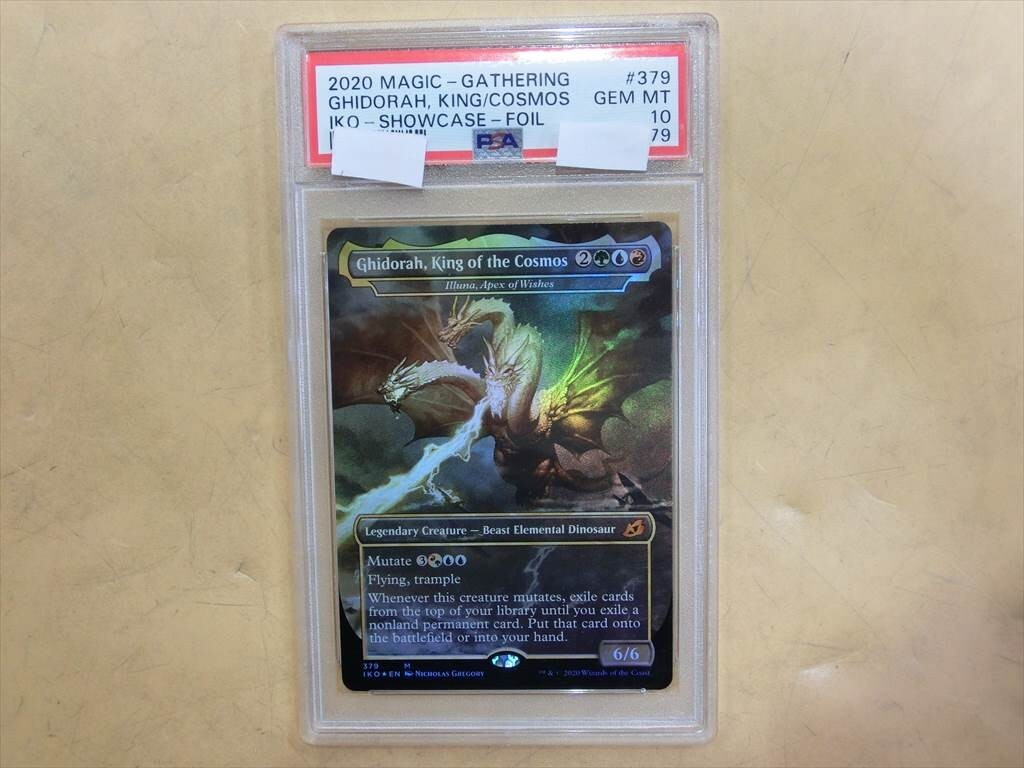 2020 MAGIC - GATHERING #379
GHIDORAH, KING/COSMOS GEM MT
IKO - SHOWCASE - FOIL 10
PSA 79
Ghidorah, King of the Cosmos 2
Illuna, Apex of Wishes
Legendary Creature — Beast Elemental Dinosaur
Mutate 3
Flying, trample
Whenever this creature mutates, exile cards
from the top of your library until you exile a
nonland permanent card. Put that card onto
the battlefield or into your hand.
6/6
379 M
IKO★EN Nicholas Gregory ™ & © 2020 Wizards of the Coast